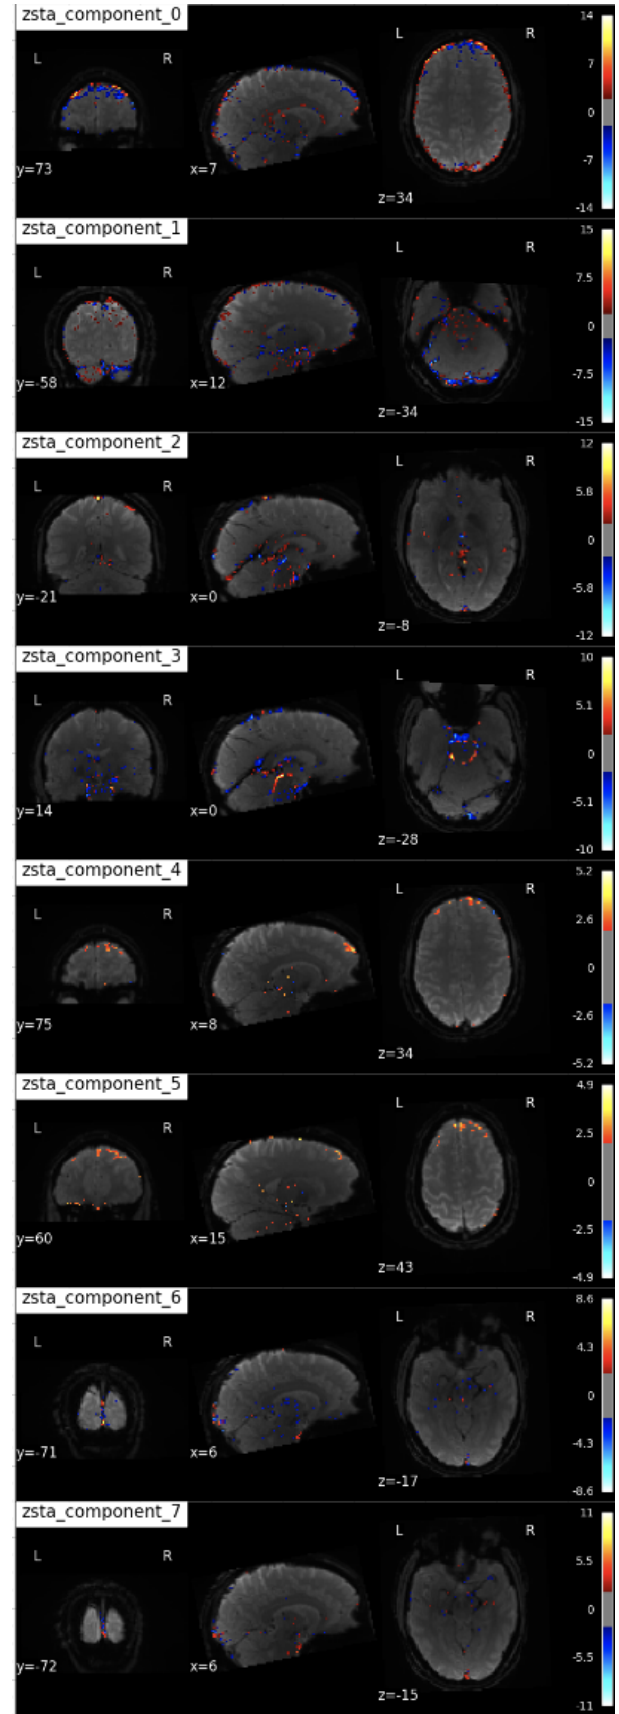 zsta_component_0
L R L R
14
7
0
-7
-14
y=73 x=7 z=34
zsta_component_1
L R L R
15
7.5
0
-7.5
-15
y=-58 x=12 z=-34
zsta_component_2
L R L R
12
5.8
0
-5.8
-12
y=-21 x=0 z=-8
zsta_component_3
L R L R
10
5.1
0
-5.1
-10
y=14 x=0 z=-28
zsta_component_4
L R L R
5.2
2.6
0
-2.6
-5.2
y=75 x=8 z=34
zsta_component_5
L R L R
4.9
2.5
0
-2.5
-4.9
y=60 x=15 z=43
zsta_component_6
L R L R
8.6
4.3
0
-4.3
-8.6
y=-71 x=6 z=-17
zsta_component_7
L R L R
11
5.5
0
-5.5
-11
y=-72 x=6 z=-15